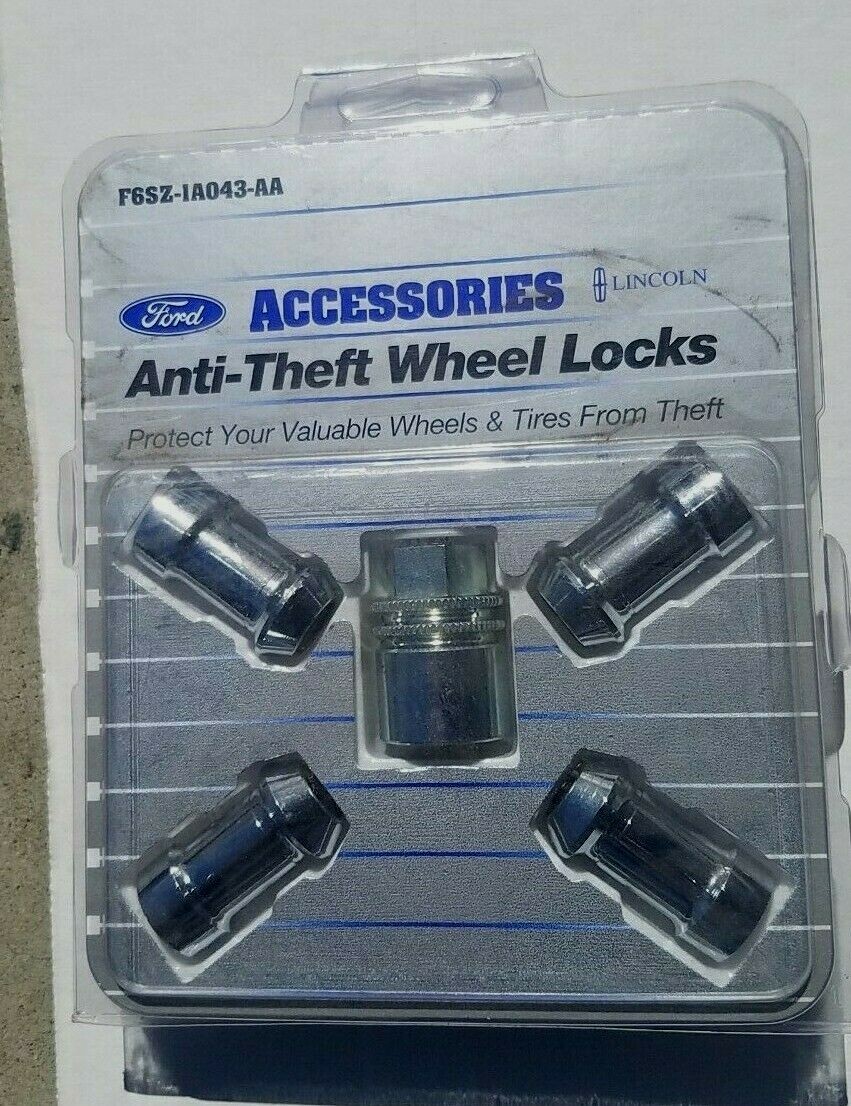 F6SZ-1A043-AA
Ford ACCESSORIES LINCOLN
Anti-Theft Wheel Locks
Protect Your Valuable Wheels & Tires From Theft